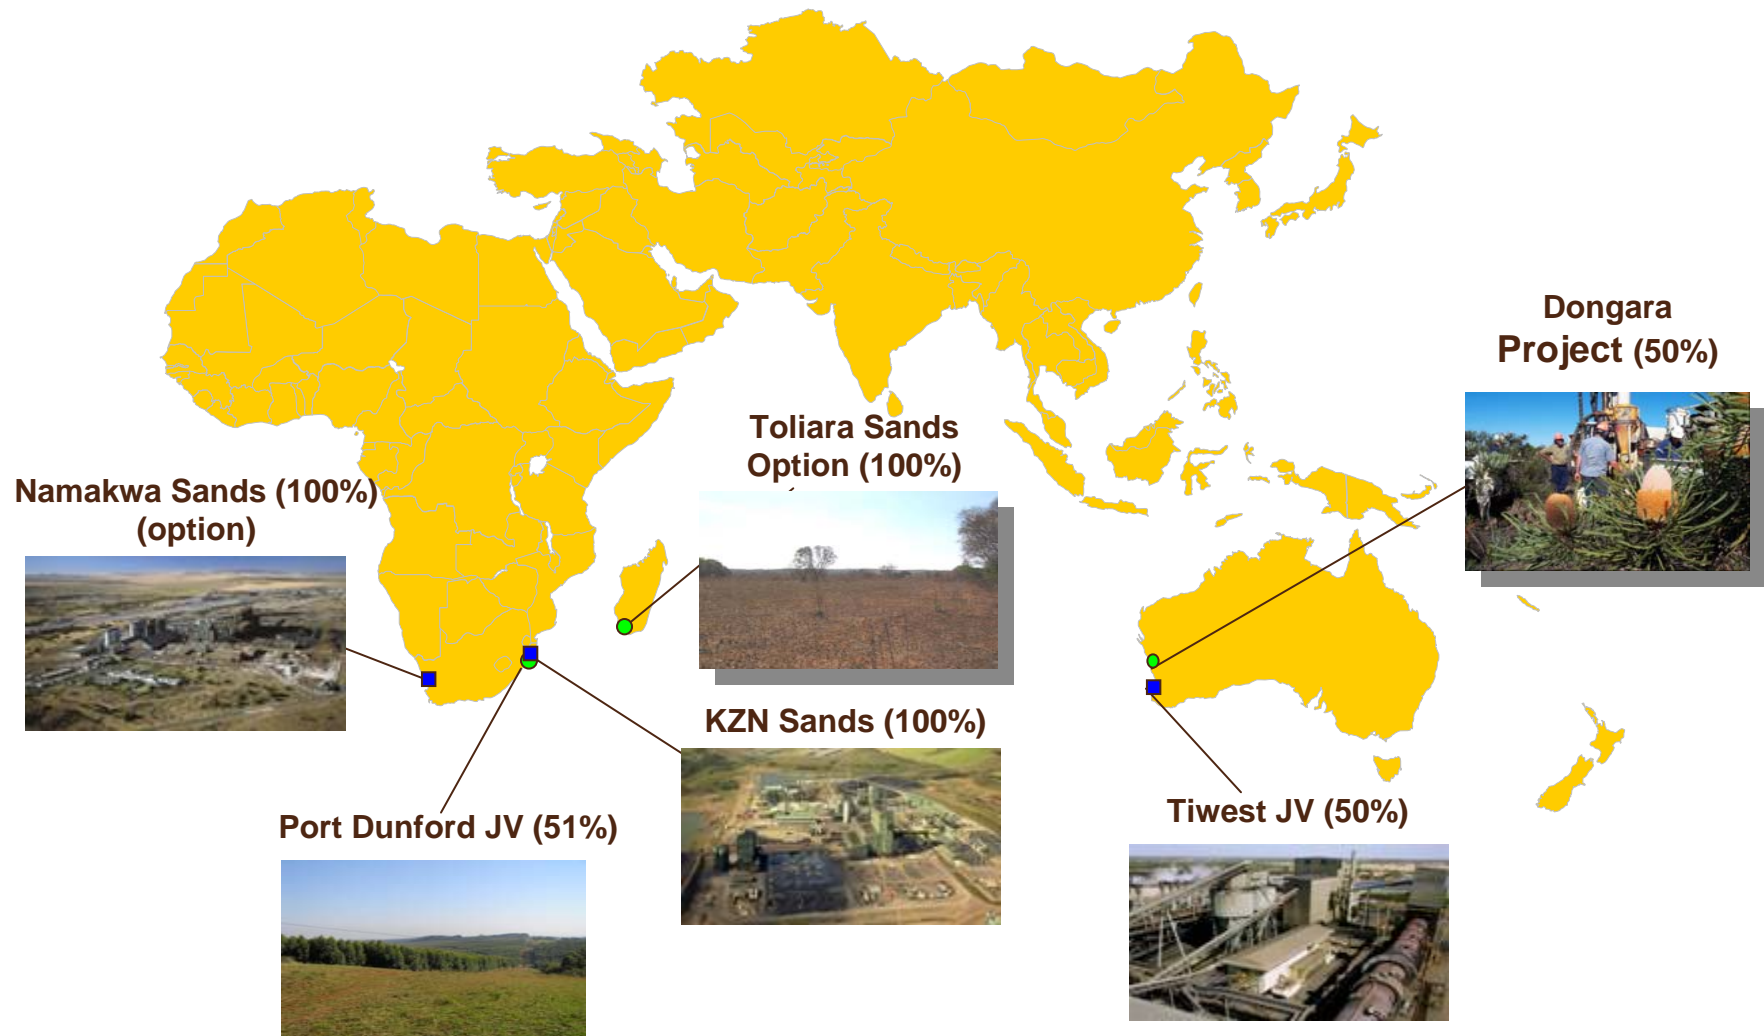 Dongara
Project (50%)
Toliara Sands
Option (100%)
Namakwa Sands (100%)
(option)
KZN Sands (100%)
Port Dunford JV (51%)
Tiwest JV (50%)